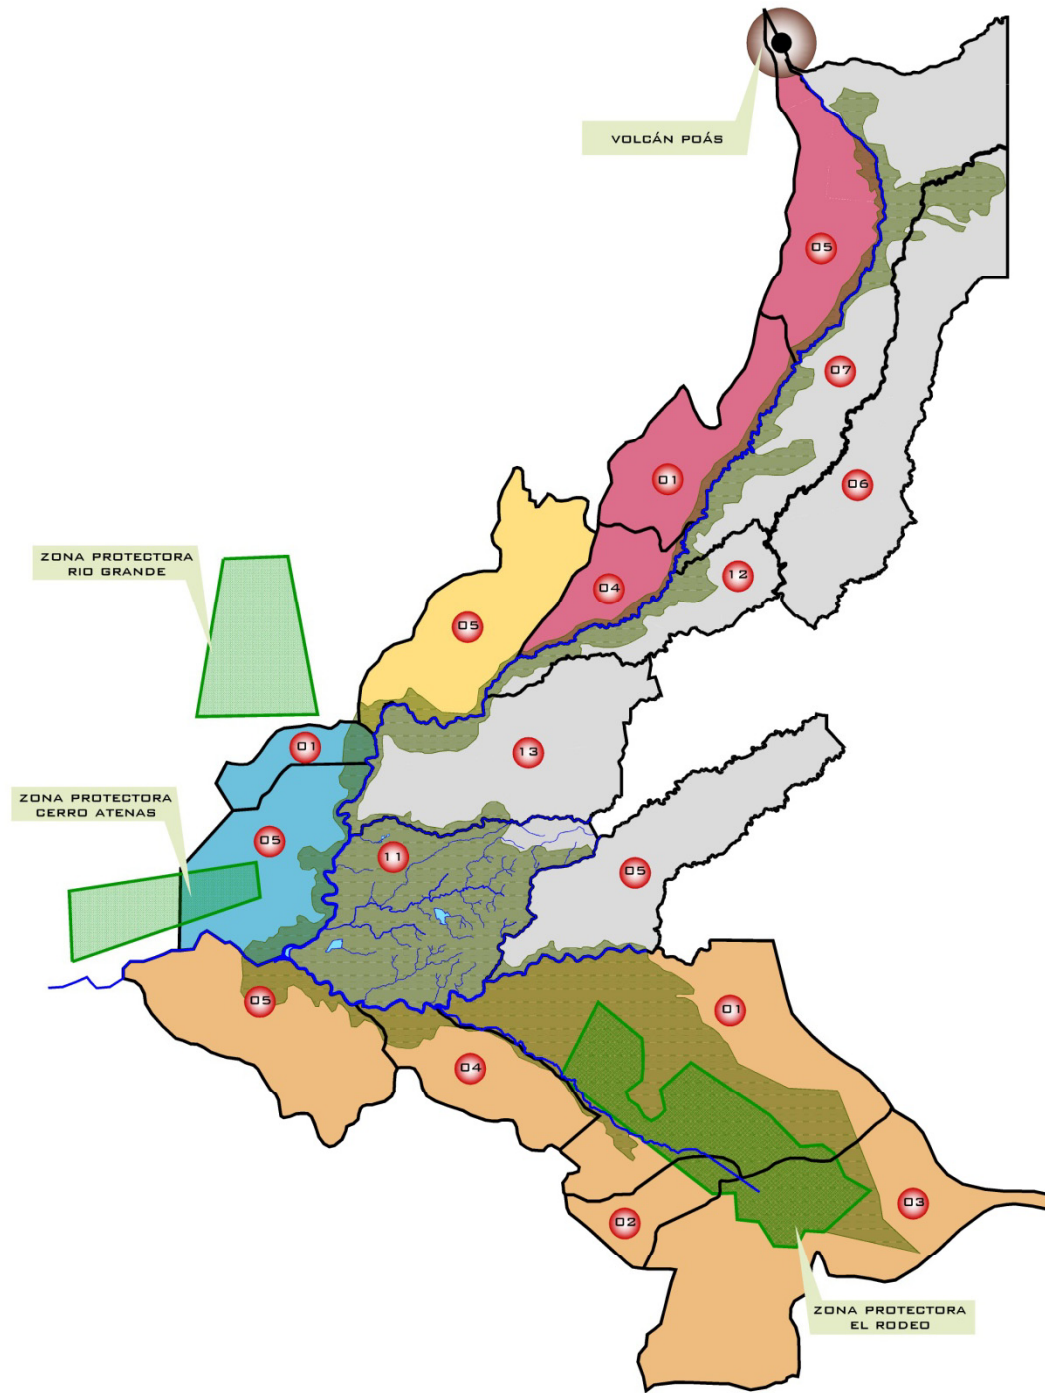 VOLCÁN POÁS
05
07
01
06
ZONA PROTECTORA
RIO GRANDE
12
04
05
01
13
ZONA PROTECTORA
CERRO ATENAS
05
11
05
05
01
04
03
02
ZONA PROTECTORA
EL RODEO